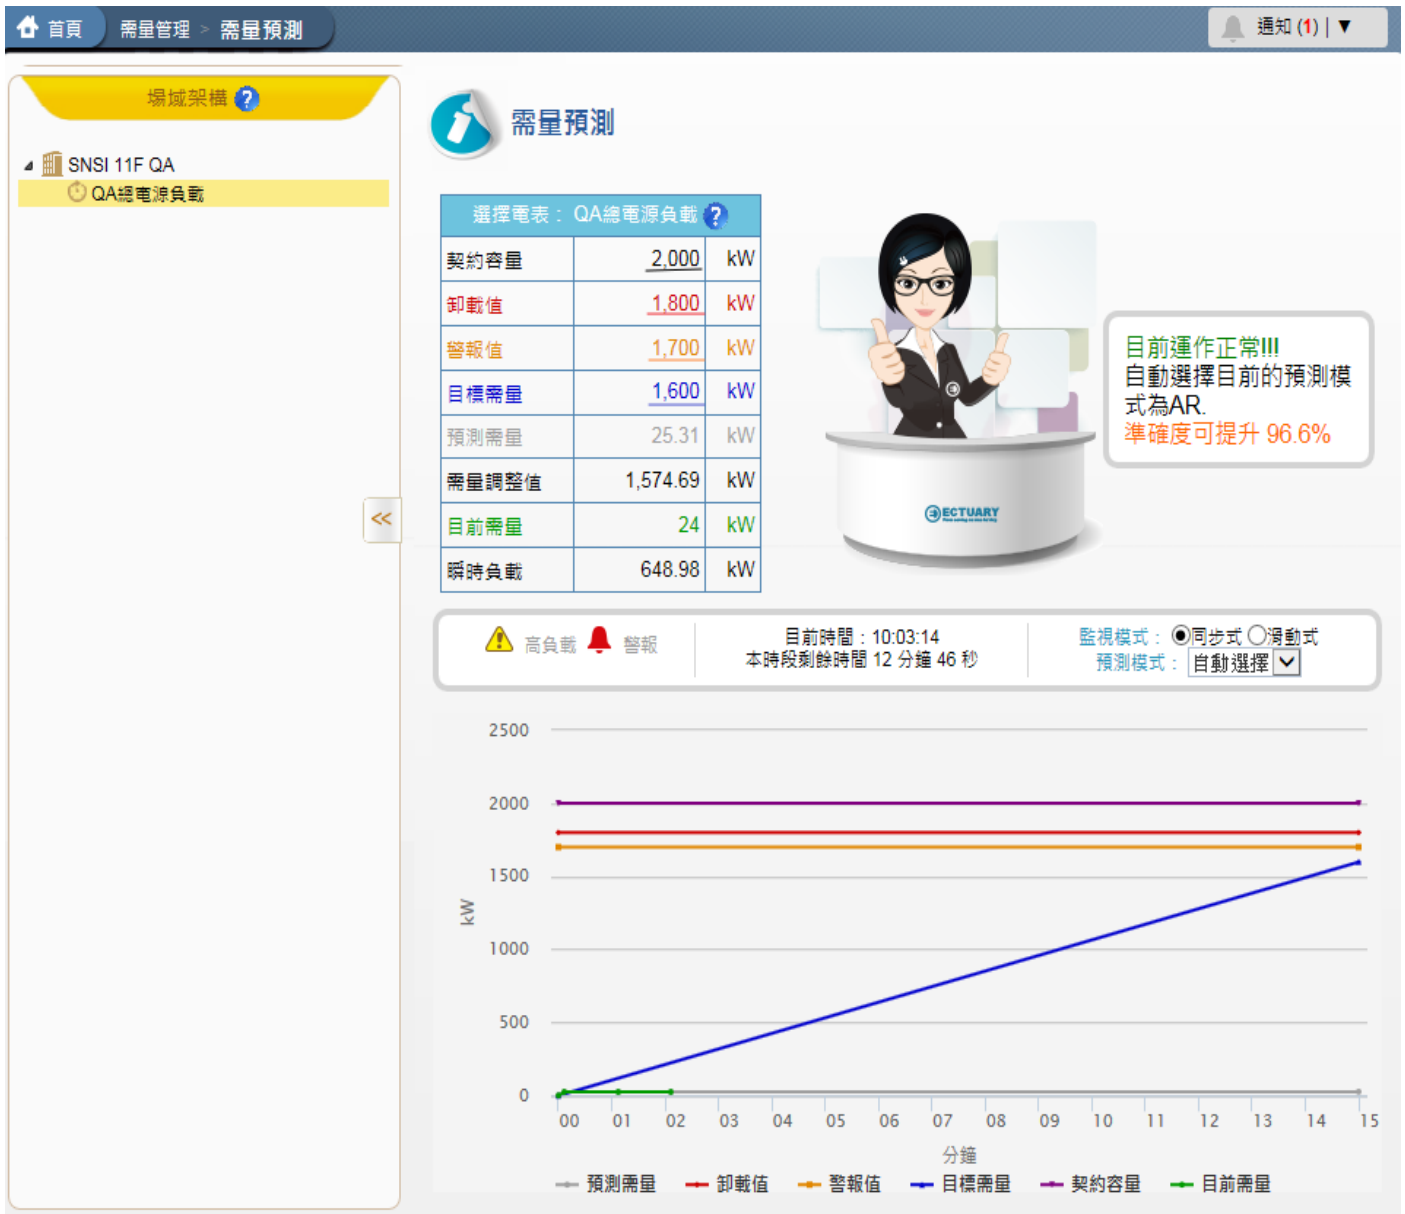 首頁 需量管理 > 需量預測
通知 (1) | ▼
場域架構 ?
SNSI 11F QA
QA總電源負載
<<
需量預測
選擇電表： QA總電源負載 ?
契約容量 2,000 kW
卸載值 1,800 kW
警報值 1,700 kW
目標需量 1,600 kW
預測需量 25.31 kW
需量調整值 1,574.69 kW
目前需量 24 kW
瞬時負載 648.98 kW
ECTUARY
目前運作正常!!!
自動選擇目前的預測模
式為AR.
準確度可提升 96.6%
高負載 警報
目前時間：10:03:14
本時段剩餘時間 12 分鐘 46 秒
監視模式： 同步式 滑動式
預測模式： 自動選擇
2500
2000
1500
1000
500
0
kW
00 01 02 03 04 05 06 07 08 09 10 11 12 13 14 15
分鐘
預測需量 卸載值 警報值 目標需量 契約容量 目前需量